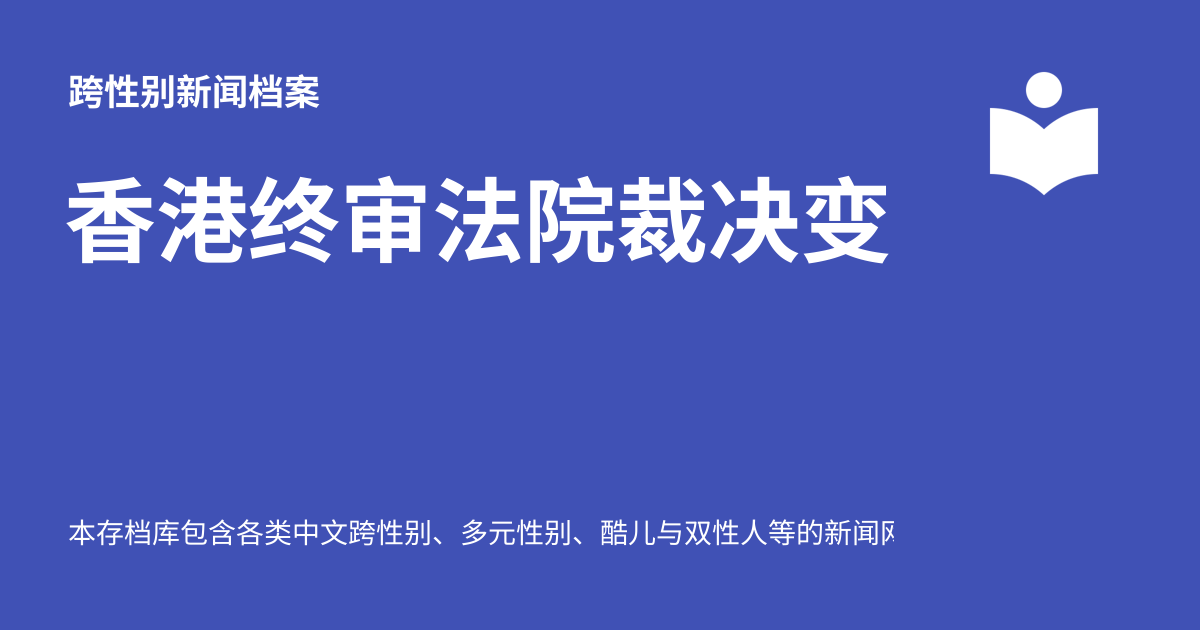 跨性别新闻档案
香港终审法院裁决变
本存档库包含各类中文跨性别、多元性别、酷儿与双性人等的新闻